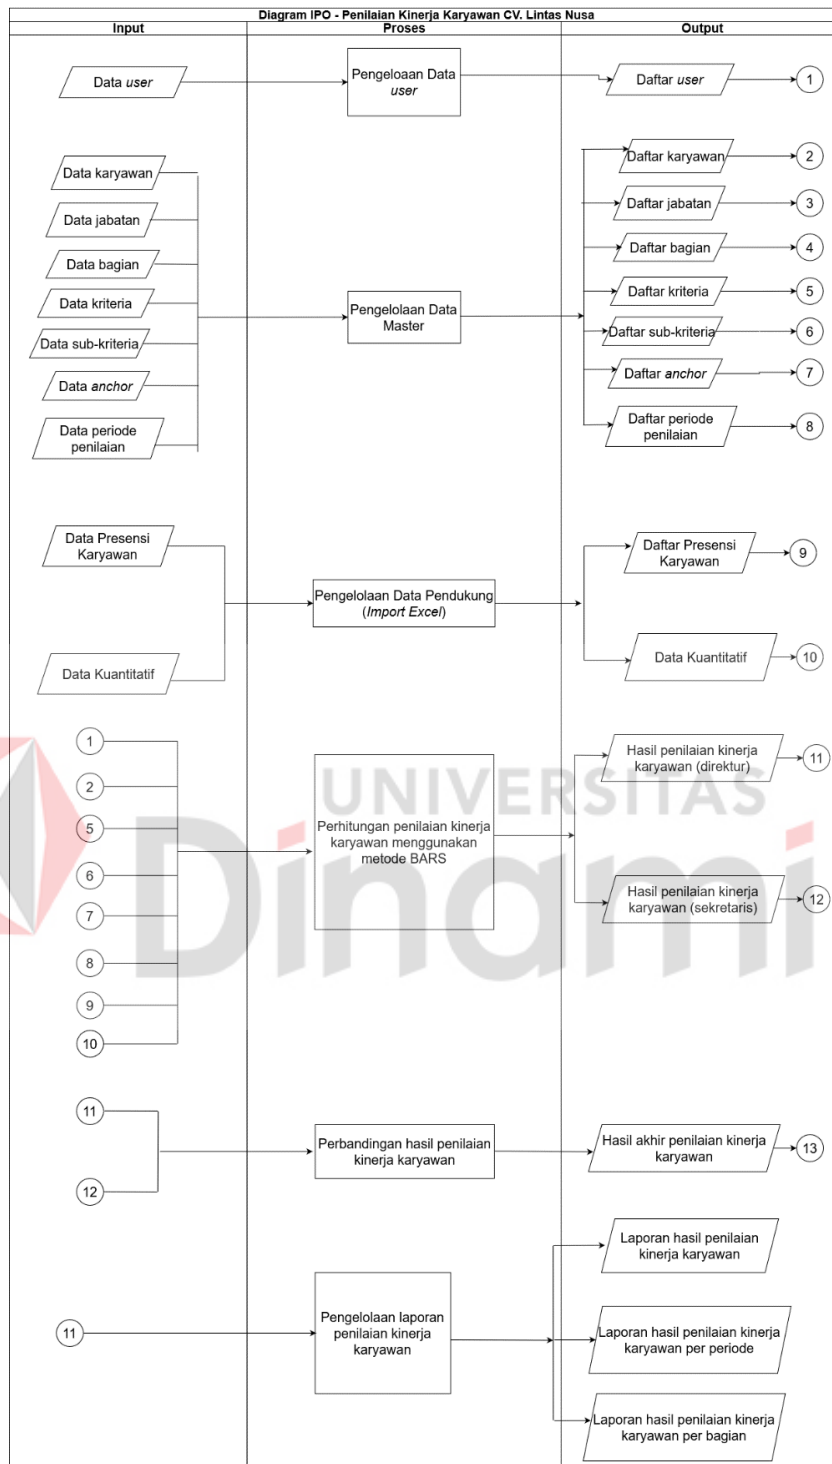 Diagram IPO - Penilaian Kinerja Karyawan CV. Lintas Nusa
Input
Proses
Output
Data user
Pengeloaan Data
user
Daftar user
1
Data karyawan
Data jabatan
Data bagian
Data kriteria
Data sub-kriteria
Data anchor
Data periode
penilaian
Pengelolaan Data
Master
Daftar karyawan
2
Daftar jabatan
3
Daftar bagian
4
Daftar kriteria
5
Daftar sub-kriteria
6
Daftar anchor
7
Daftar periode
penilaian
8
Data Presensi
Karyawan
Data Kuantitatif
Pengelolaan Data Pendukung
(Import Excel)
Daftar Presensi
Karyawan
9
Data Kuantitatif
10
1
2
5
6
7
8
9
10
Perhitungan penilaian kinerja
karyawan menggunakan
metode BARS
Hasil penilaian kinerja
karyawan (direktur)
11
Hasil penilaian kinerja
karyawan (sekretaris)
12
UNIVERSITAS
Dinami
11
12
Perbandingan hasil penilaian
kinerja karyawan
Hasil akhir penilaian kinerja
karyawan
13
11
Pengelolaan laporan
penilaian kinerja
karyawan
Laporan hasil penilaian
kinerja karyawan
Laporan hasil penilaian kinerja
karyawan per periode
Laporan hasil penilaian kinerja
karyawan per bagian